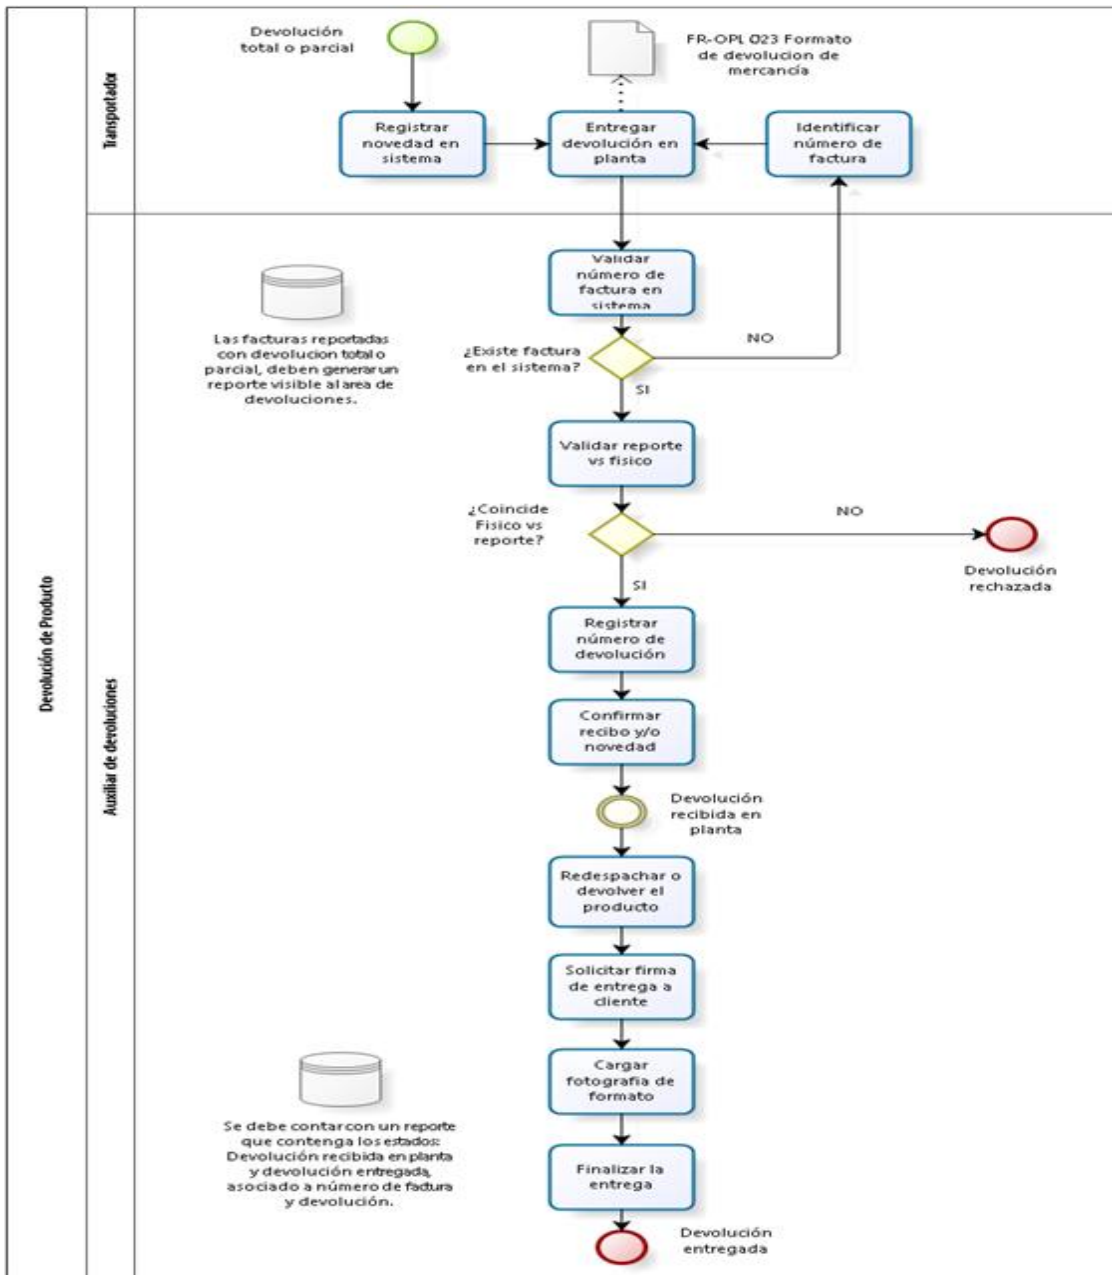 Devolución de Producto
Transportador
Devolución
total o parcial
FR-OPL 023 Formato
de devolucion de
mercancía
Registrar
novedad en
sistema
Entregar
devolución en
planta
Identificar
número de
factura
Auxiliar de devoluciones
Validar
número de
factura en
sistema
Las facturas reportadas
con devolucion total o
parcial, deben generar un
reporte visible al area de
devoluciones.
¿Existe factura
en el sistema?
NO
SI
Validar reporte
vs fisico
¿Coincide
Fisico vs
reporte?
NO
Devolución
rechazada
SI
Registrar
número de
devolución
Confirmar
recibo y/o
novedad
Devolución
recibida en
planta
Redespachar o
devolver el
producto
Solicitar firma
de entrega a
cliente
Cargar
fotografia de
formato
Se debe contar con un reporte
que contenga los estados:
Devolución recibida en planta
y devolución entregada,
asociado a número de factura
y devolución.
Finalizar la
entrega
Devolución
entregada